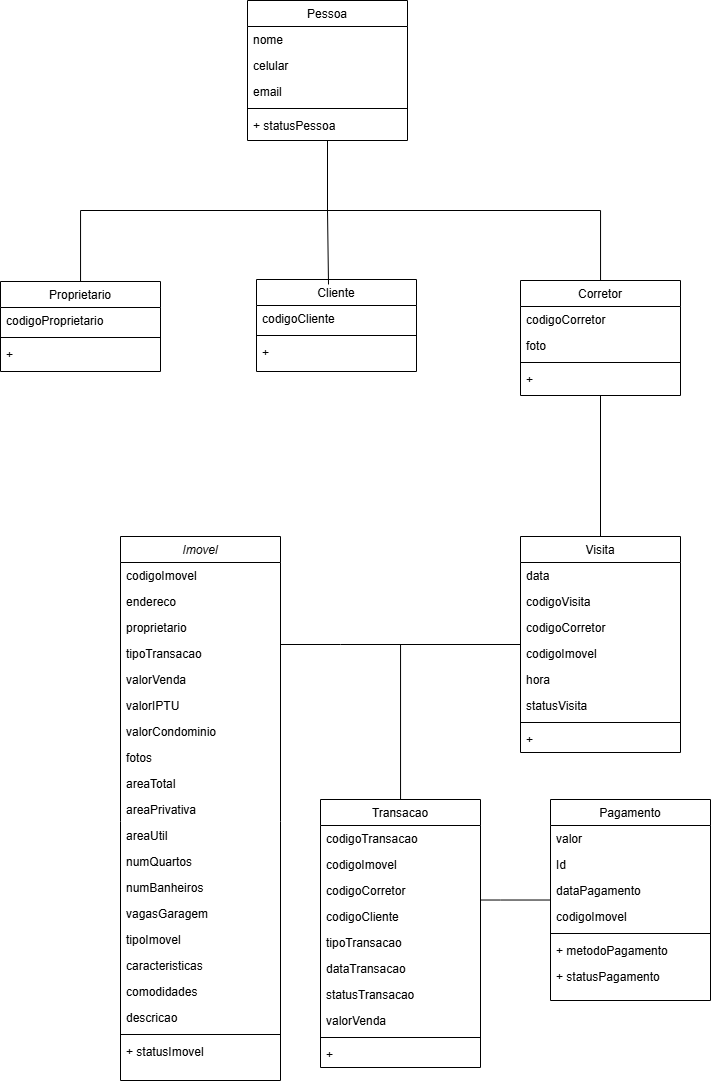 Pessoa
nome
celular
email
+ statusPessoa
Proprietario
codigoProprietario
+
Cliente
codigoCliente
+
Corretor
codigoCorretor
foto
+
Imovel
codigoImovel
endereco
proprietario
tipoTransacao
valorVenda
valorIPTU
valorCondominio
fotos
areaTotal
areaPrivativa
areaUtil
numQuartos
numBanheiros
vagasGaragem
tipoImovel
caracteristicas
comodidades
descricao
+ statusImovel
Visita
data
codigoVisita
codigoCorretor
codigoImovel
hora
statusVisita
+
Transacao
codigoTransacao
codigoImovel
codigoCorretor
codigoCliente
tipoTransacao
dataTransacao
statusTransacao
valorVenda
+
Pagamento
valor
Id
dataPagamento
codigoImovel
+ metodoPagamento
+ statusPagamento